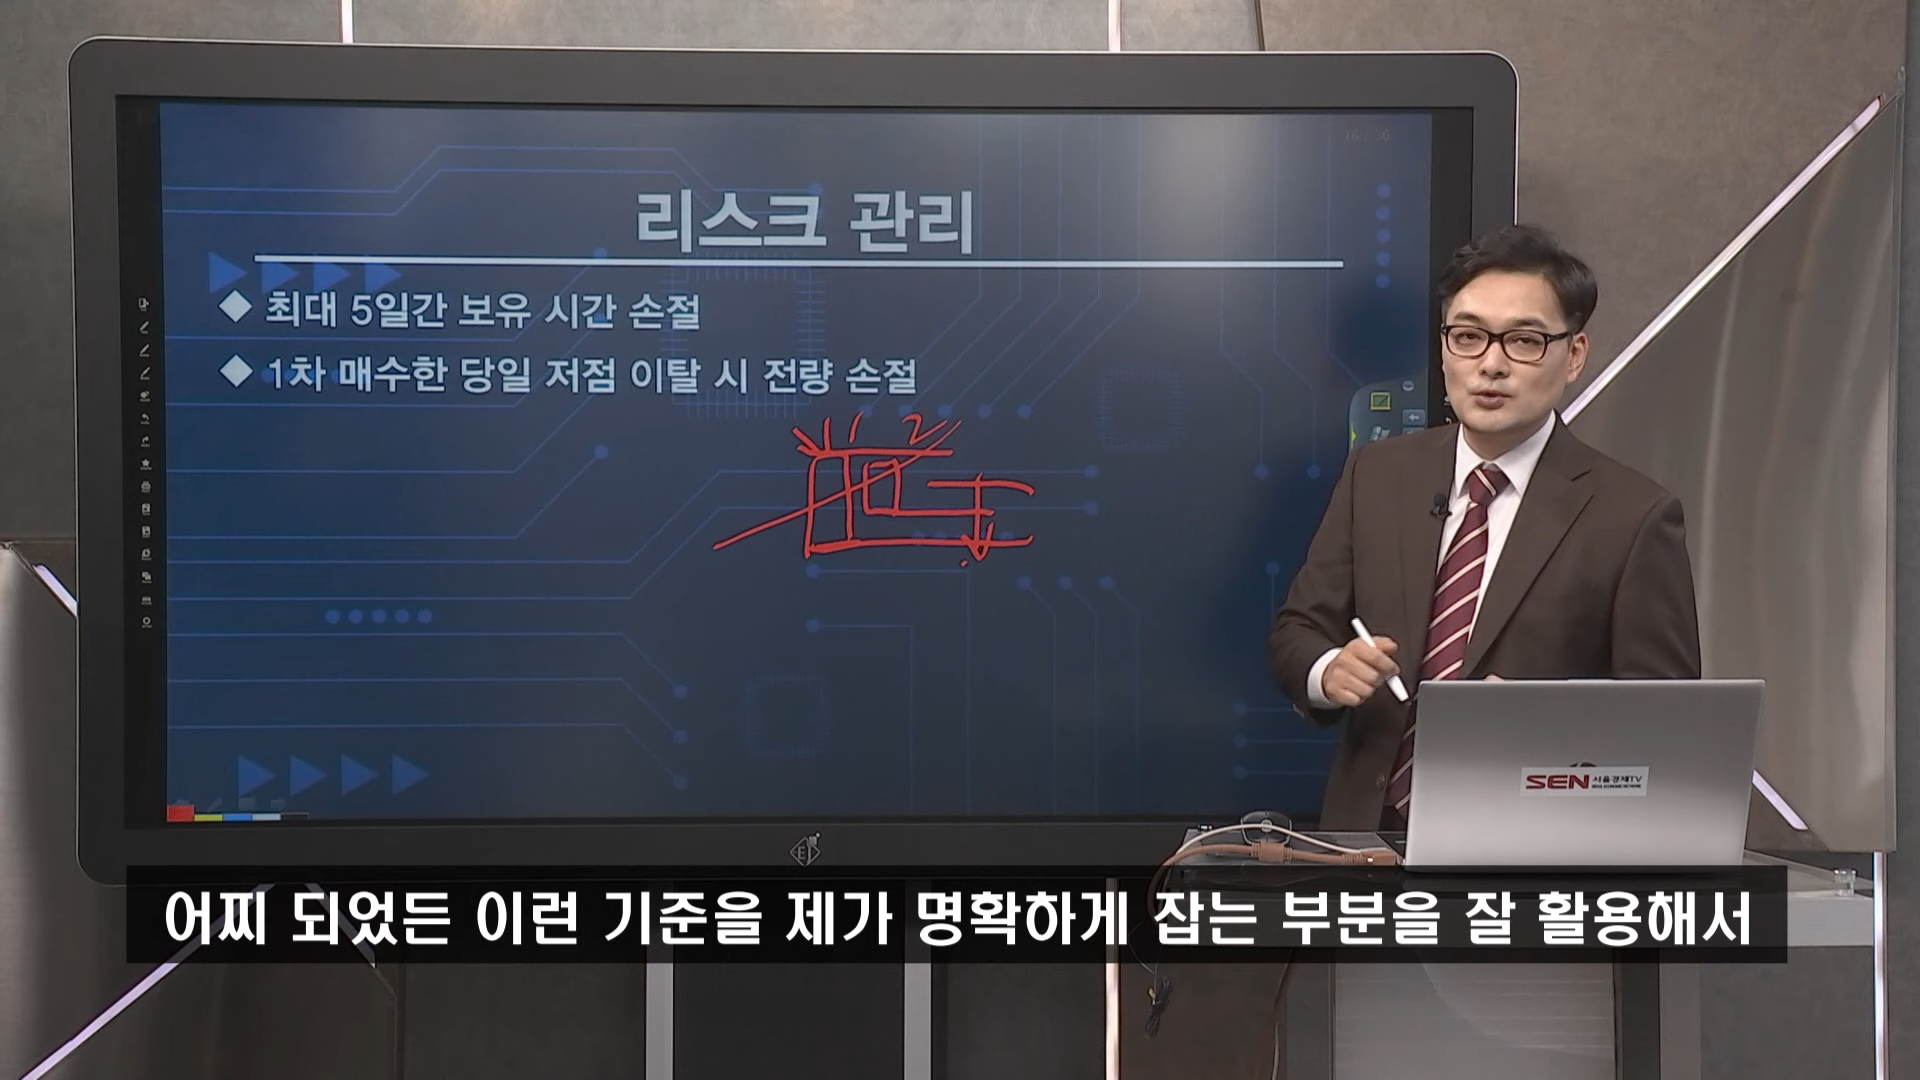 리스크 관리
◆ 최대 5일간 보유 시간 손절
◆ 1차 매수한 당일 저점 이탈 시 전량 손절
1 2
SEN 서울경제TV
어찌 되었든 이런 기준을 제가 명확하게 잡는 부분을 잘 활용해서